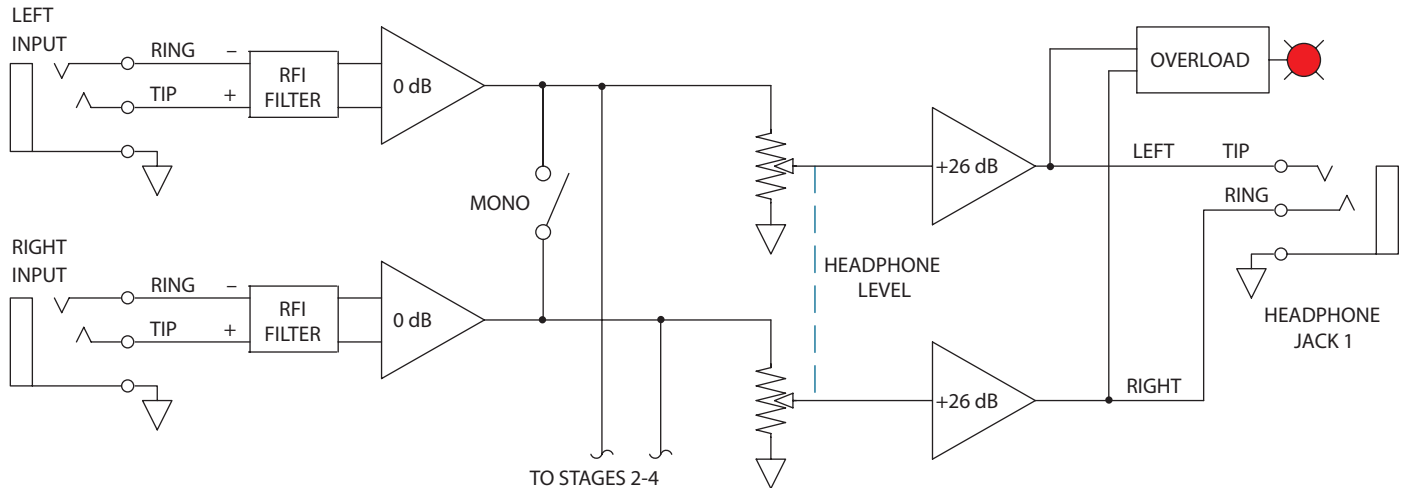 LEFT
INPUT
RING
−
TIP
+
RFI
FILTER
0 dB
MONO
RIGHT
INPUT
RING
−
TIP
+
RFI
FILTER
0 dB
TO STAGES 2-4
HEADPHONE
LEVEL
+26 dB
+26 dB
OVERLOAD
LEFT
TIP
RING
RIGHT
HEADPHONE
JACK 1